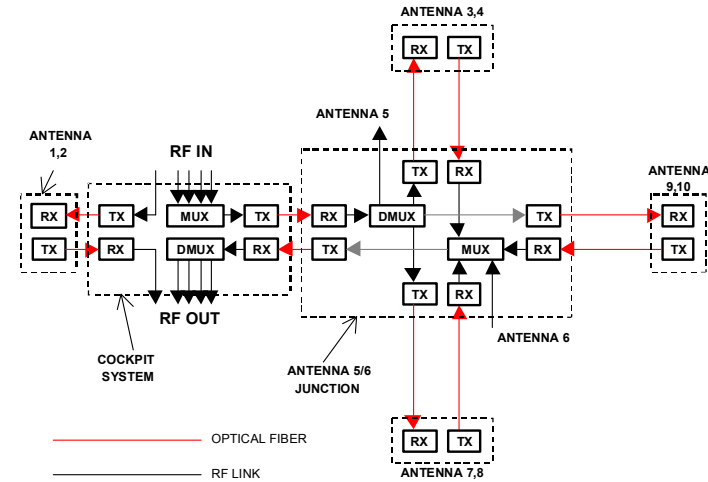 ANTENNA 3,4
RX TX
ANTENNA 5
ANTENNA
1,2
RF IN
ANTENNA
9,10
TX RX
RX TX MUX TX RX DMUX TX RX
TX RX DMUX RX TX MUX RX TX
TX RX
RF OUT
ANTENNA 6
COCKPIT
SYSTEM
ANTENNA 5/6
JUNCTION
RX TX
OPTICAL FIBER
ANTENNA 7,8
RF LINK